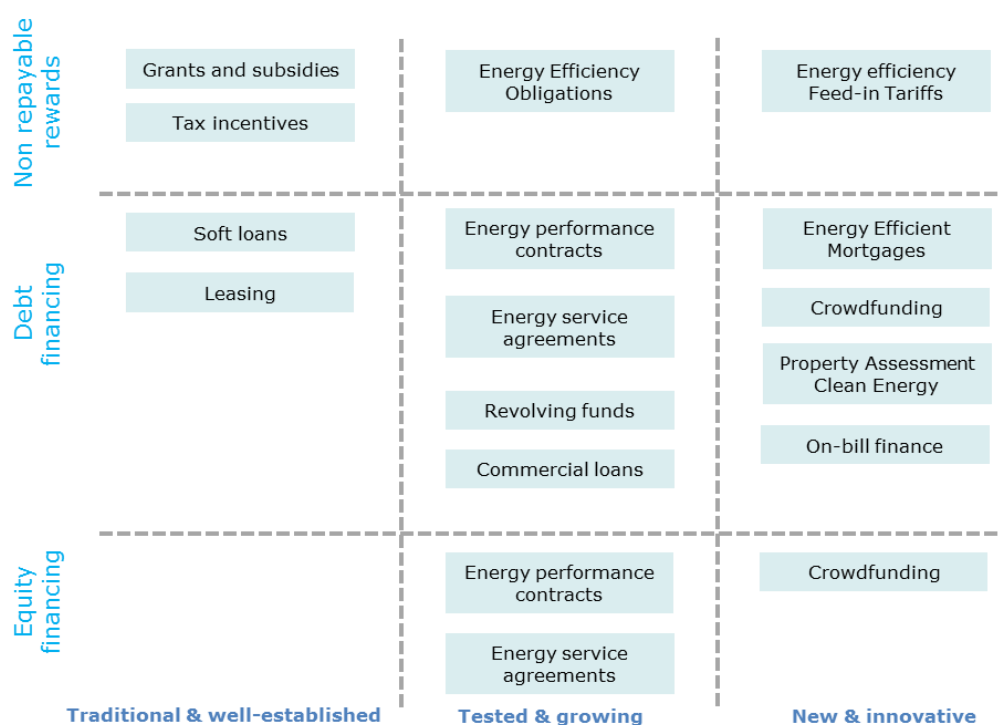 Non repayable
rewards
Grants and subsidies
Tax incentives
Energy Efficiency
Obligations
Energy efficiency
Feed-in Tariffs
Debt
financing
Soft loans
Leasing
Energy performance
contracts
Energy service
agreements
Revolving funds
Commercial loans
Energy Efficient
Mortgages
Crowdfunding
Property Assessment
Clean Energy
On-bill finance
Equity
financing
Energy performance
contracts
Energy service
agreements
Crowdfunding
Traditional & well-established
Tested & growing
New & innovative